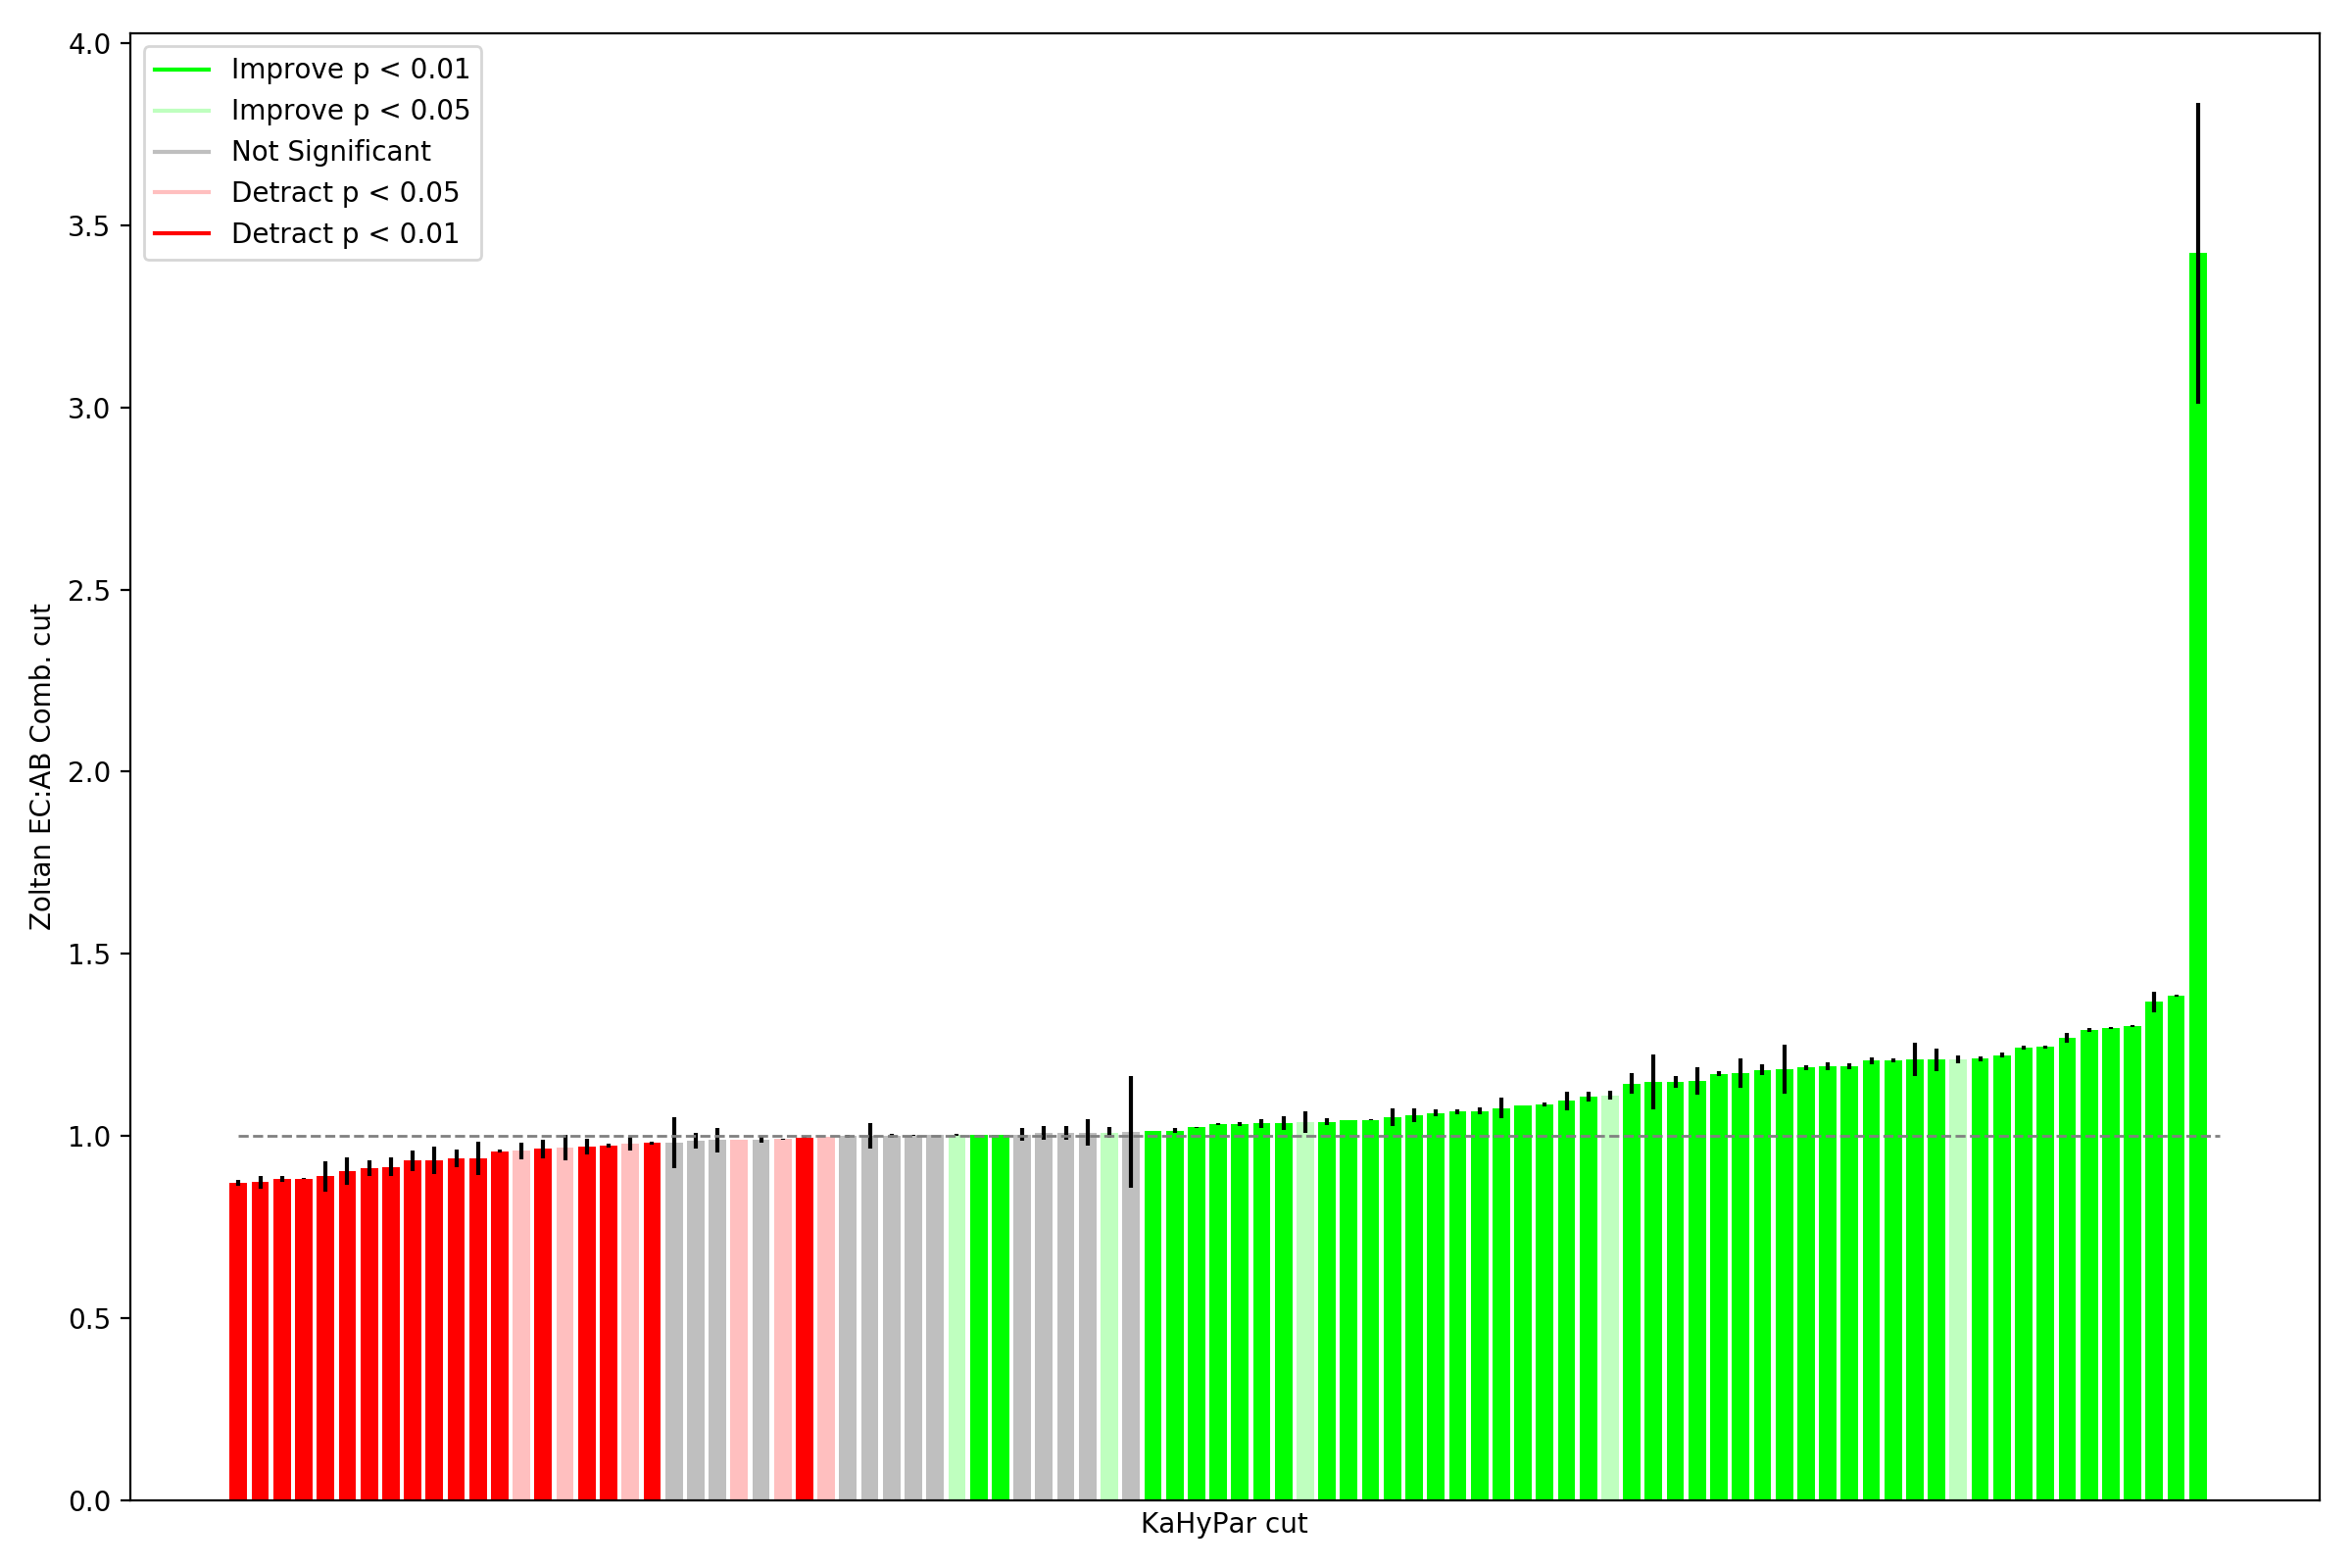 4.0
3.5
3.0
2.5
2.0
1.5
1.0
0.5
0.0
Zoltan EC:AB Comb. cut
Improve p < 0.01
Improve p < 0.05
Not Significant
Detract p < 0.05
Detract p < 0.01
KaHyPar cut